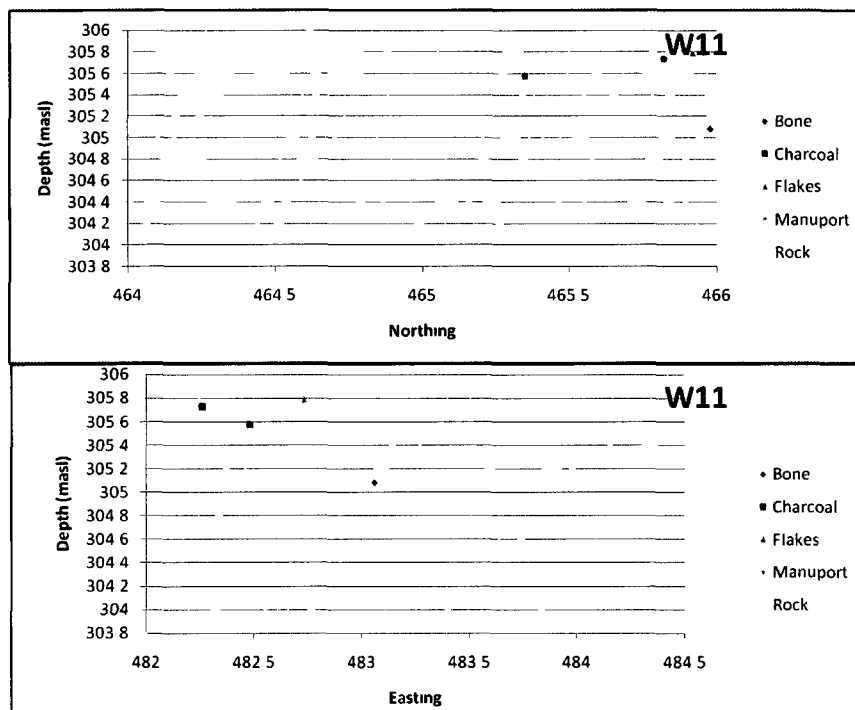 W11
306
305 8
305 6
305 4
305 2
305
304 8
304 6
304 4
304 2
304
303 8
Depth (masl)
464
464 5
465
465 5
466
Northing
Bone
Charcoal
Flakes
Manuport
Rock
W11
306
305 8
305 6
305 4
305 2
305
304 8
304 6
304 4
304 2
304
303 8
Depth (masl)
482
482 5
483
483 5
484
484 5
Easting
Bone
Charcoal
Flakes
Manuport
Rock